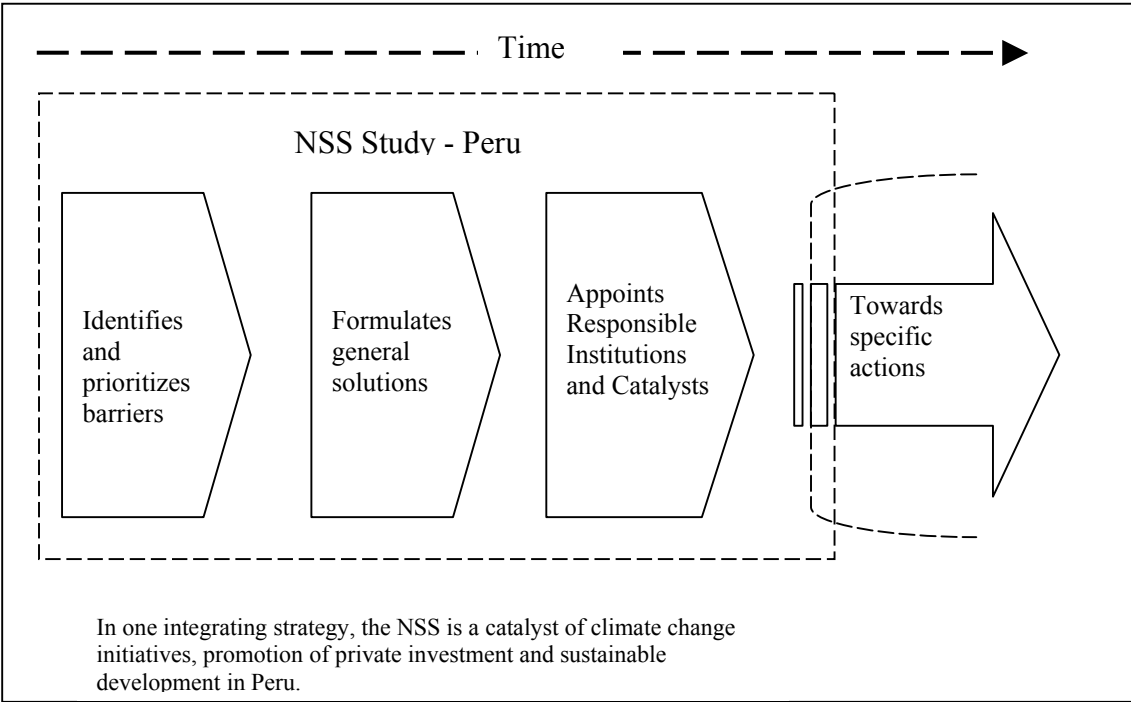 Time
NSS Study - Peru
Identifies
and
prioritizes
barriers
Formulates
general
solutions
Appoints
Responsible
Institutions
and Catalysts
Towards
specific
actions
In one integrating strategy, the NSS is a catalyst of climate change
initiatives, promotion of private investment and sustainable
development in Peru.